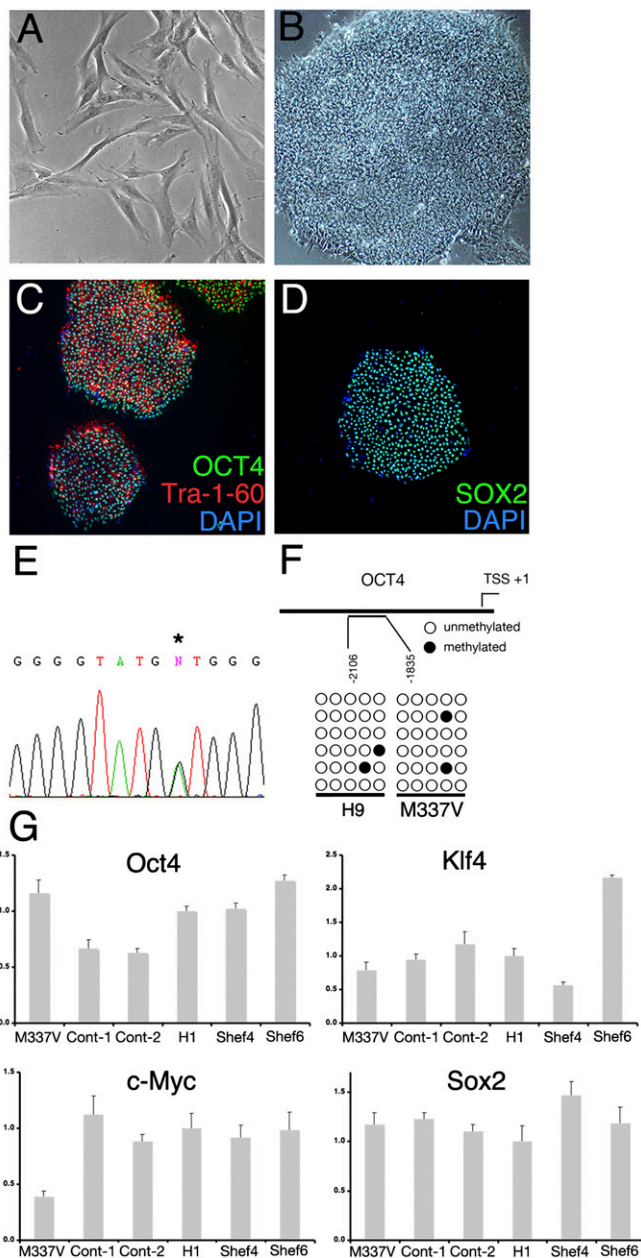 A
B
C
OCT4
Tra-1-60
DAPI
D
SOX2
DAPI
E
*
G G G G T A T G N T G G G
F
OCT4
TSS +1
unmethylated
methylated
-2106
-1835
H9
M337V
G
Oct4
1.5
1.0
0.5
0.0
M337V Cont-1 Cont-2 H1 Shef4 Shef6
Klf4
2.5
2.0
1.5
1.0
0.5
0.0
M337V Cont-1 Cont-2 H1 Shef4 Shef6
c-Myc
1.5
1.0
0.5
0.0
M337V Cont-1 Cont-2 H1 Shef4 Shef6
Sox2
1.5
1.0
0.5
0.0
M337V Cont-1 Cont-2 H1 Shef4 Shef6